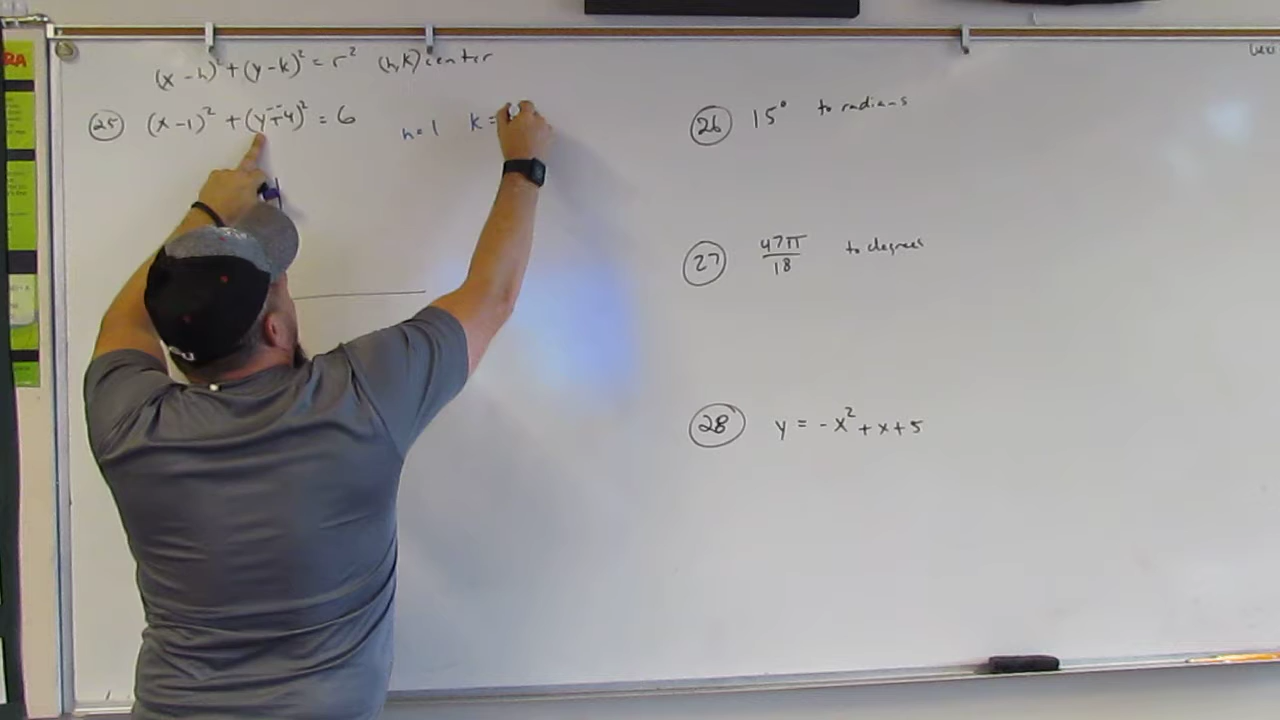 (x - h)² + (y - k)² = r² (h, k) center
25 (x - 1)² + (y -- 4)² = 6 h = 1 k =
26 15° to radians
27 47π/18 to degrees
28 y = -x² + x + 5
RA